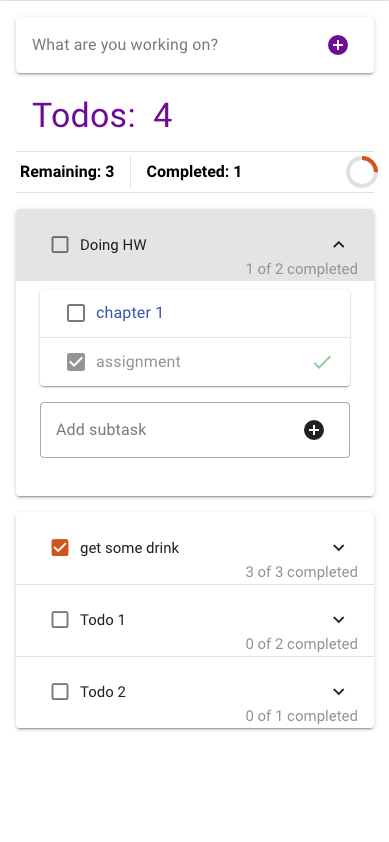 What are you working on?
Todos: 4
Remaining: 3 Completed: 1
Doing HW
1 of 2 completed
chapter 1
assignment
Add subtask
get some drink
3 of 3 completed
Todo 1
0 of 2 completed
Todo 2
0 of 1 completed